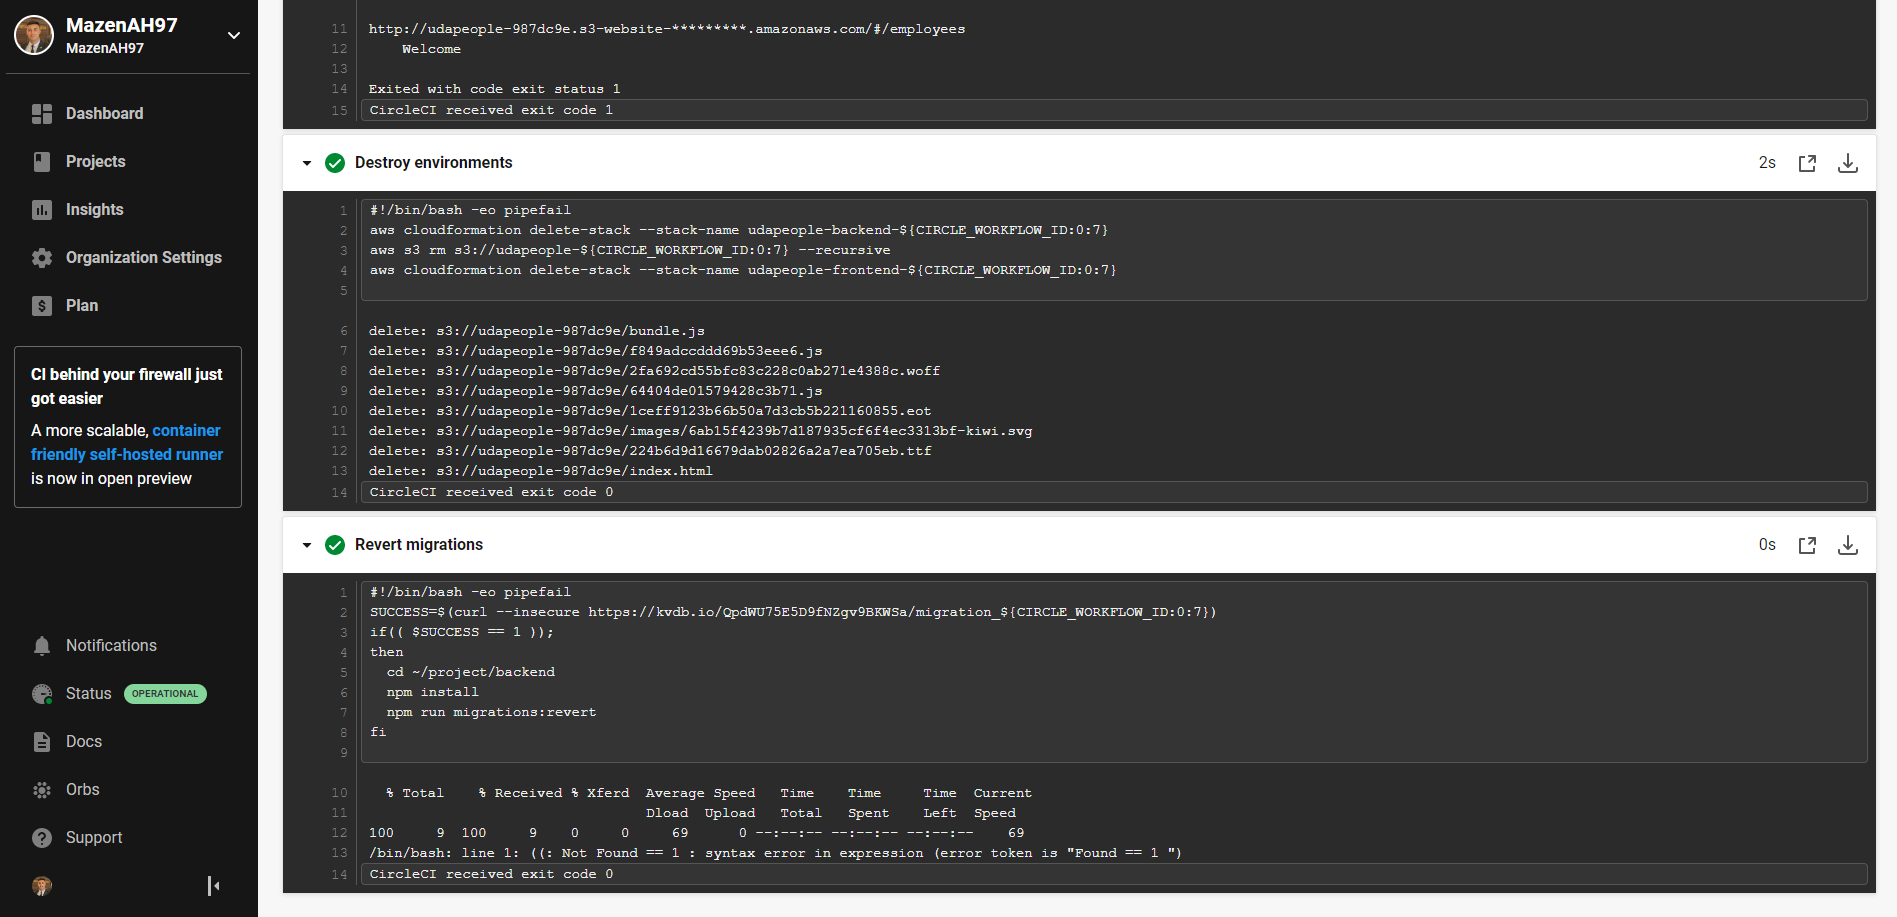 MazenAH97
MazenAH97
Dashboard
Projects
Insights
Organization Settings
Plan
CI behind your firewall just
got easier
A more scalable, container
friendly self-hosted runner
is now in open preview
Notifications
Status OPERATIONAL
Docs
Orbs
Support
11 http://udapeople-987dc9e.s3-website-*********.amazonaws.com/#/employees
12 Welcome
13
14 Exited with code exit status 1
15 CircleCI received exit code 1
Destroy environments 2s
1 #!/bin/bash -eo pipefail
2 aws cloudformation delete-stack --stack-name udapeople-backend-${CIRCLE_WORKFLOW_ID:0:7}
3 aws s3 rm s3://udapeople-${CIRCLE_WORKFLOW_ID:0:7} --recursive
4 aws cloudformation delete-stack --stack-name udapeople-frontend-${CIRCLE_WORKFLOW_ID:0:7}
5
6 delete: s3://udapeople-987dc9e/bundle.js
7 delete: s3://udapeople-987dc9e/f849adccddd69b53eee6.js
8 delete: s3://udapeople-987dc9e/2fa692cd55bfc83c228c0ab271e4388c.woff
9 delete: s3://udapeople-987dc9e/64404de01579428c3b71.js
10 delete: s3://udapeople-987dc9e/1ceff9123b66b50a7d3cb5b221160855.eot
11 delete: s3://udapeople-987dc9e/images/6ab15f4239b7d187935cf6f4ec3313bf-kiwi.svg
12 delete: s3://udapeople-987dc9e/224b6d9d16679dab02826a2a7ea705eb.ttf
13 delete: s3://udapeople-987dc9e/index.html
14 CircleCI received exit code 0
Revert migrations 0s
1 #!/bin/bash -eo pipefail
2 SUCCESS=$(curl --insecure https://kvdb.io/QpdWU75E5D9fNZgv9BKWSa/migration_${CIRCLE_WORKFLOW_ID:0:7})
3 if(( $SUCCESS == 1 ));
4 then
5 cd ~/project/backend
6 npm install
7 npm run migrations:revert
8 fi
9
10 % Total % Received % Xferd Average Speed Time Time Time Current
11 Dload Upload Total Spent Left Speed
12 100 9 100 9 0 0 69 0 --:--:-- --:--:-- --:--:-- 69
13 /bin/bash: line 1: ((: Not Found == 1 : syntax error in expression (error token is "Found == 1 ")
14 CircleCI received exit code 0